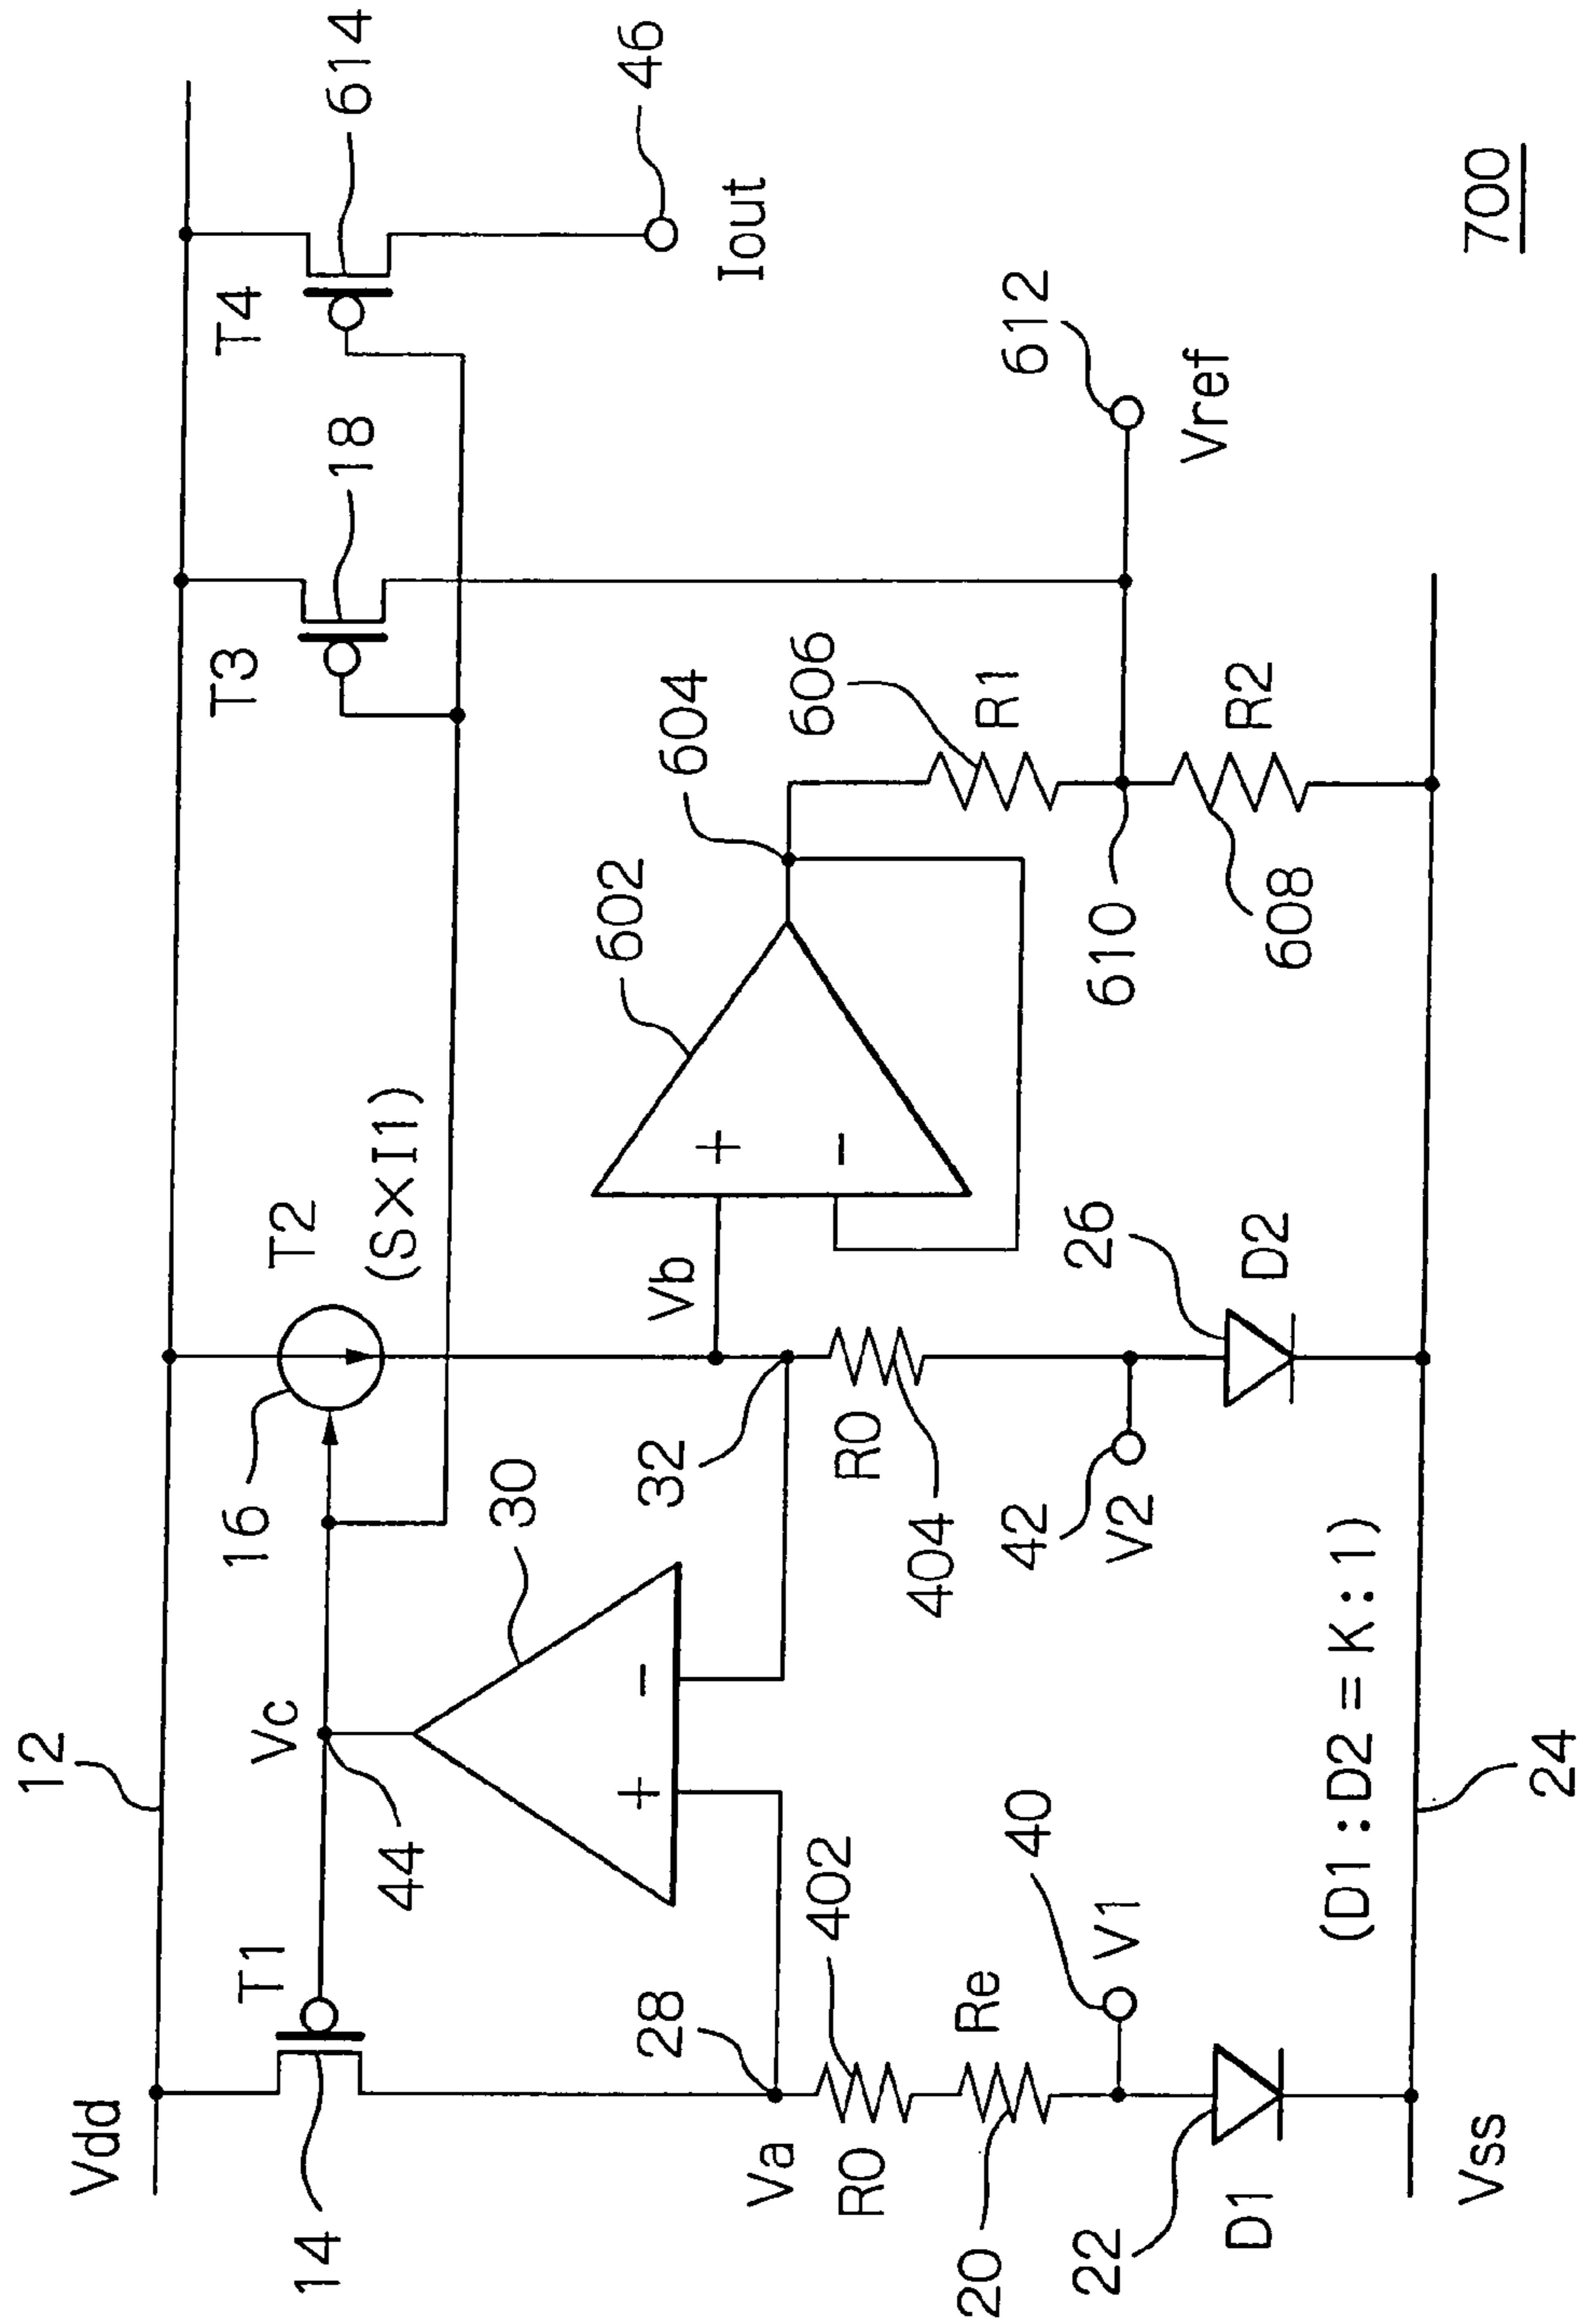 12
Vdd
T1
14
Vc
44
30
16
T2
(S×I1)
T3
18
T4
614
46
Iout
28
Va
32
Vb
602
604
606
R1
612
Vref
402
R0
Re
20
40
V1
R0
404
42
V2
26
D2
610
608
R2
22
D1
(D1:D2=K:1)
Vss
24
700